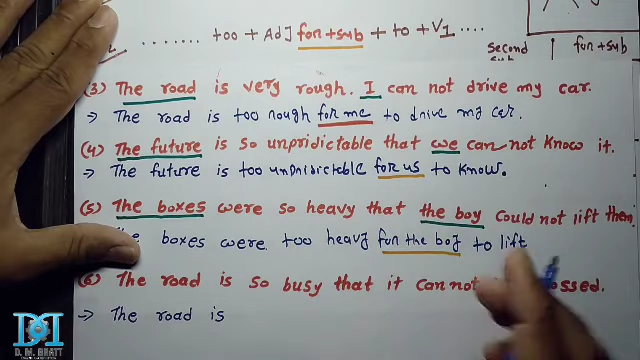 ....... too + Adj for + sub + to + V1 ....
second
sub
for + sub
(3) The road is very rough. I can not drive my car.
→ The road is too rough for me to drive my car.
(4) The future is so unpridictable that we can not know it.
→ The future is too unpridictable for us to know.
(5) The boxes were so heavy that the boy could not lift them
boxes were too heavy for the boy to lift
(6) The road is so busy that it can not
→ The road is
D. M. BHATT